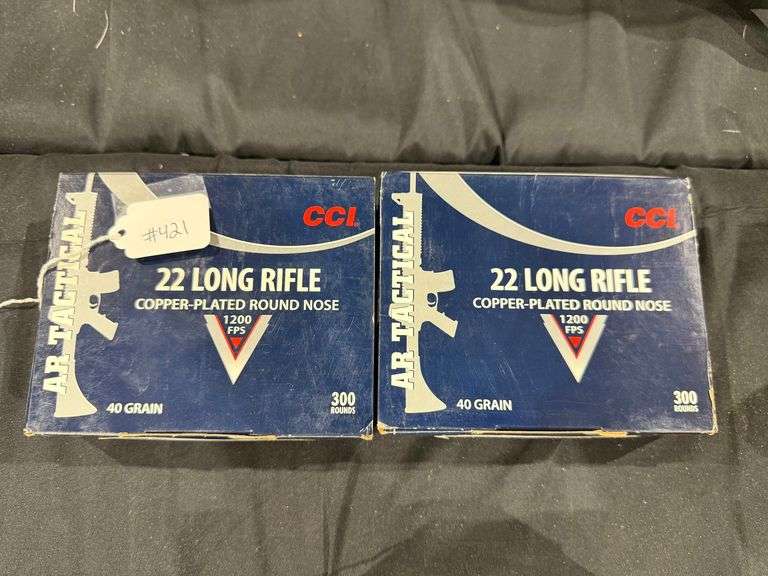 AR TACTICAL
#421
CCI
22 LONG RIFLE
COPPER-PLATED ROUND NOSE
1200
FPS
40 GRAIN
300
ROUNDS
AR TACTICAL
CCI
22 LONG RIFLE
COPPER-PLATED ROUND NOSE
1200
FPS
40 GRAIN
300
ROUNDS